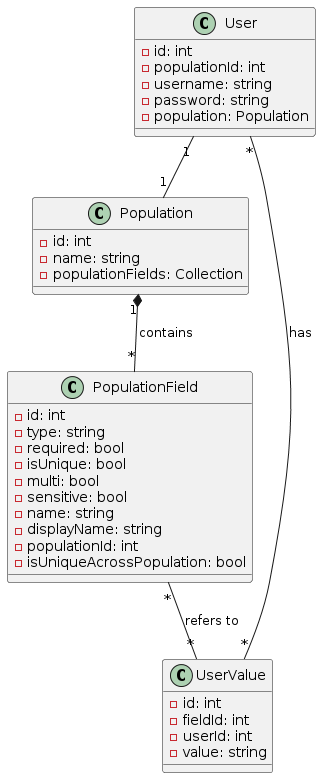 C User
id: int
populationId: int
username: string
password: string
population: Population
1
*
1
C Population
id: int
name: string
populationFields: Collection
1
contains
has
*
C PopulationField
id: int
type: string
required: bool
isUnique: bool
multi: bool
sensitive: bool
name: string
displayName: string
populationId: int
isUniqueAcrossPopulation: bool
*
refers to
*
*
C UserValue
id: int
fieldId: int
userId: int
value: string